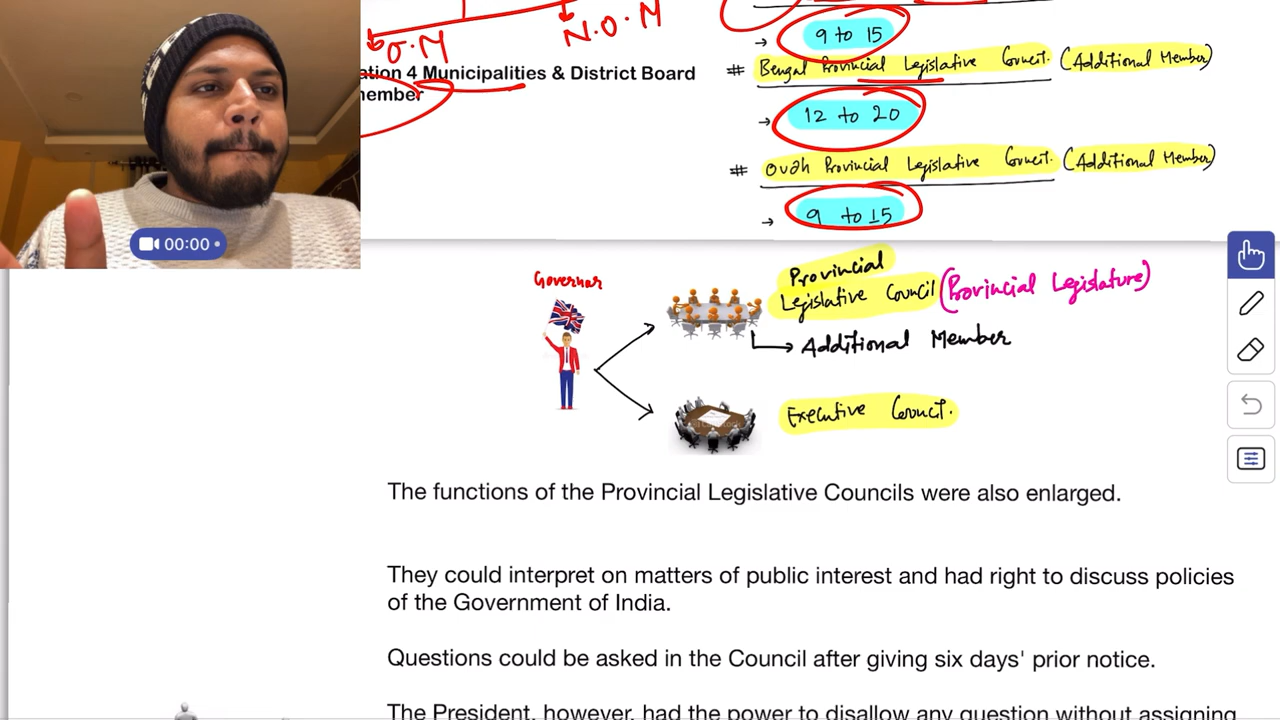 O.M
N.O.M
ation 4 Municipalities & District Board
member
→ 9 to 15
# Bengal Provincial Legislative Council. (Additional Member)
→ 12 to 20
# Oudh Provincial Legislative Council. (Additional Member)
→ 9 to 15
Governor
Provincial
Legislative Council (Provincial Legislature)
Additional Member
Executive Council.
The functions of the Provincial Legislative Councils were also enlarged.
They could interpret on matters of public interest and had right to discuss policies
of the Government of India.
Questions could be asked in the Council after giving six days' prior notice.
The President, however, had the power to disallow any question without assigning
00:00